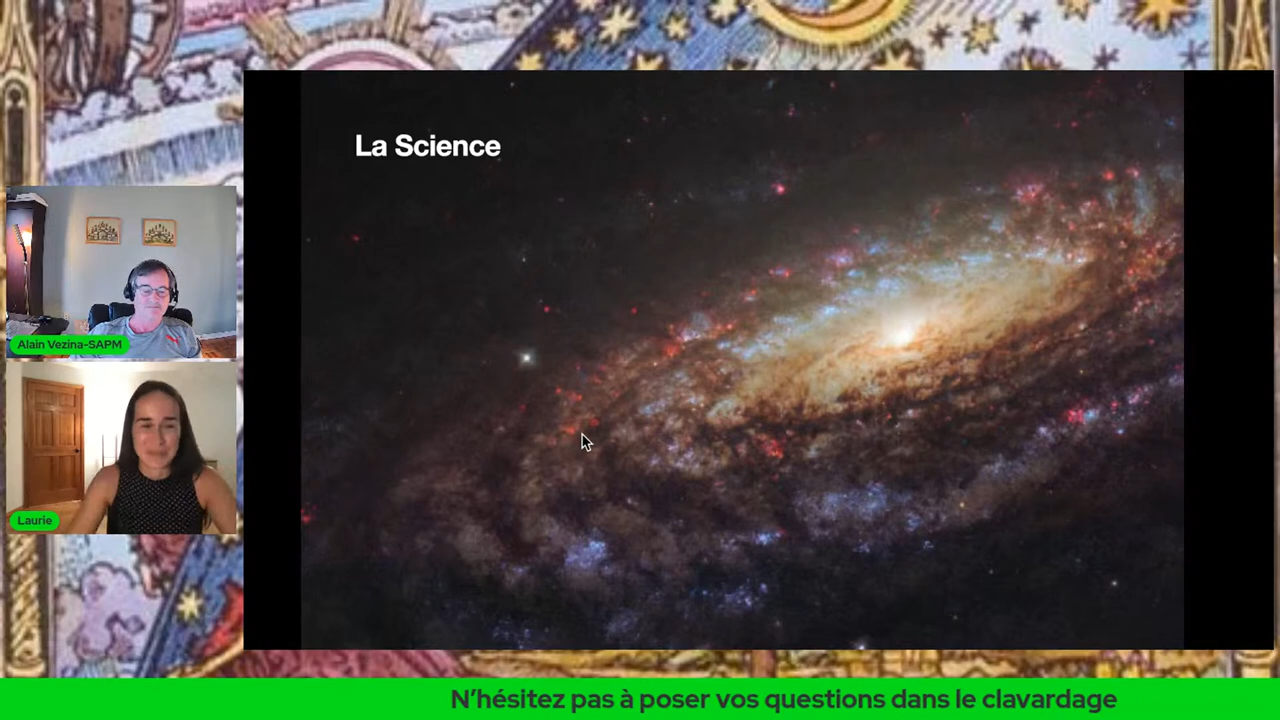 La Science
Alain Vezina-SAPM
Laurie
N'hésitez pas à poser vos questions dans le clavardage